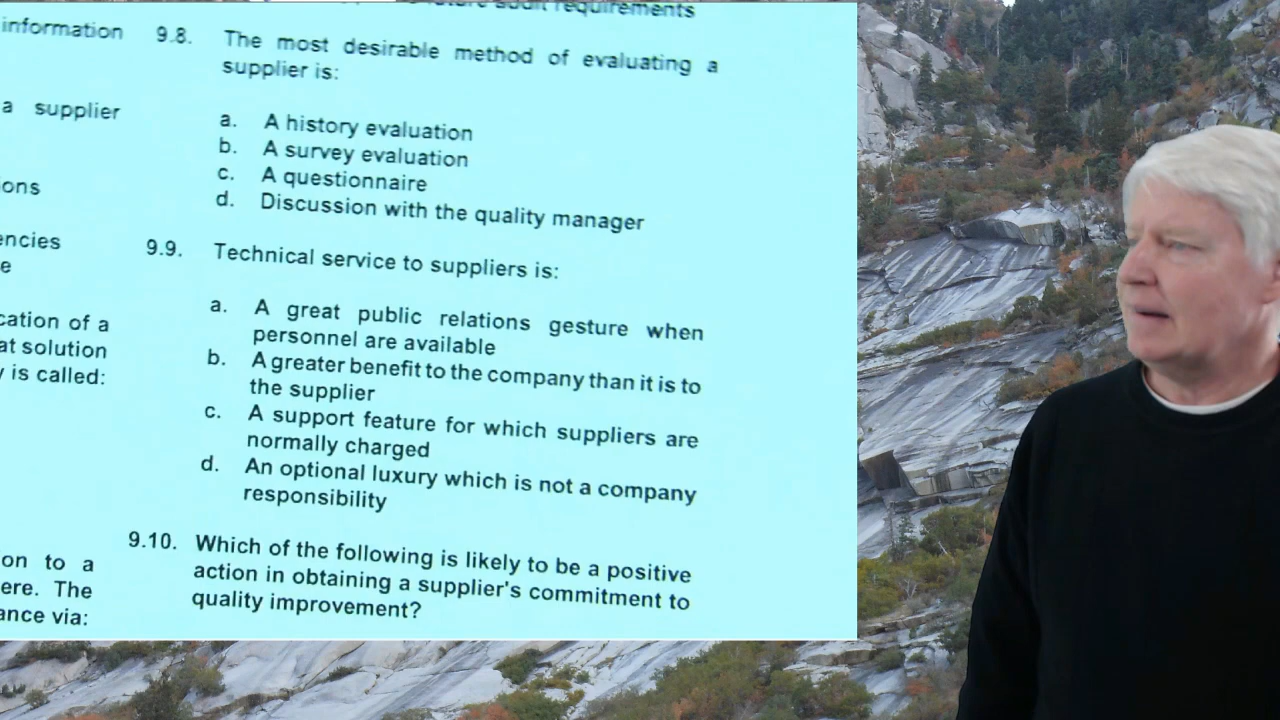 audit requirements
information
a supplier
ons
encies
e
cation of a
at solution
is called:
on to a
ere. The
ance via:
9.8. The most desirable method of evaluating a
supplier is:
a. A history evaluation
b. A survey evaluation
c. A questionnaire
d. Discussion with the quality manager
9.9. Technical service to suppliers is:
a. A great public relations gesture when
personnel are available
b. A greater benefit to the company than it is to
the supplier
c. A support feature for which suppliers are
normally charged
d. An optional luxury which is not a company
responsibility
9.10. Which of the following is likely to be a positive
action in obtaining a supplier's commitment to
quality improvement?